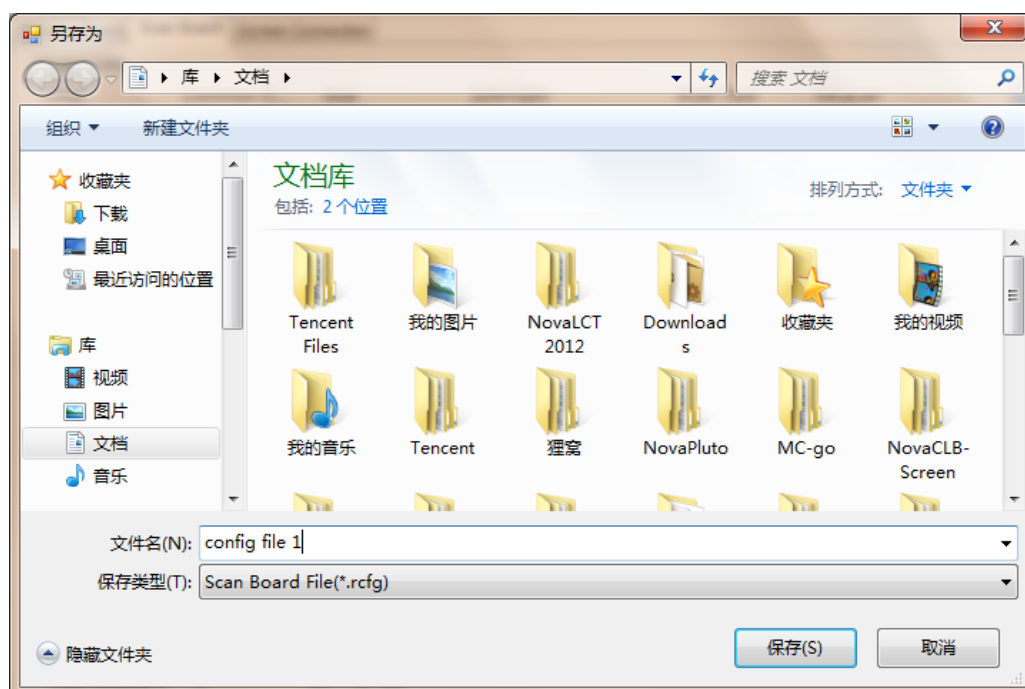 另存为
库 文档
搜索 文档
组织 新建文件夹
收藏夹
下载
桌面
最近访问的位置
库
视频
图片
文档
音乐
文档库
包括: 2 个位置
排列方式: 文件夹
Tencent Files
我的图片
NovaLCT 2012
Downloads
收藏夹
我的视频
我的音乐
Tencent
狸窝
NovaPluto
MC-go
NovaCLB-Screen
文件名(N): config file 1
保存类型(T): Scan Board File(*.rcfg)
隐藏文件夹
保存(S)
取消